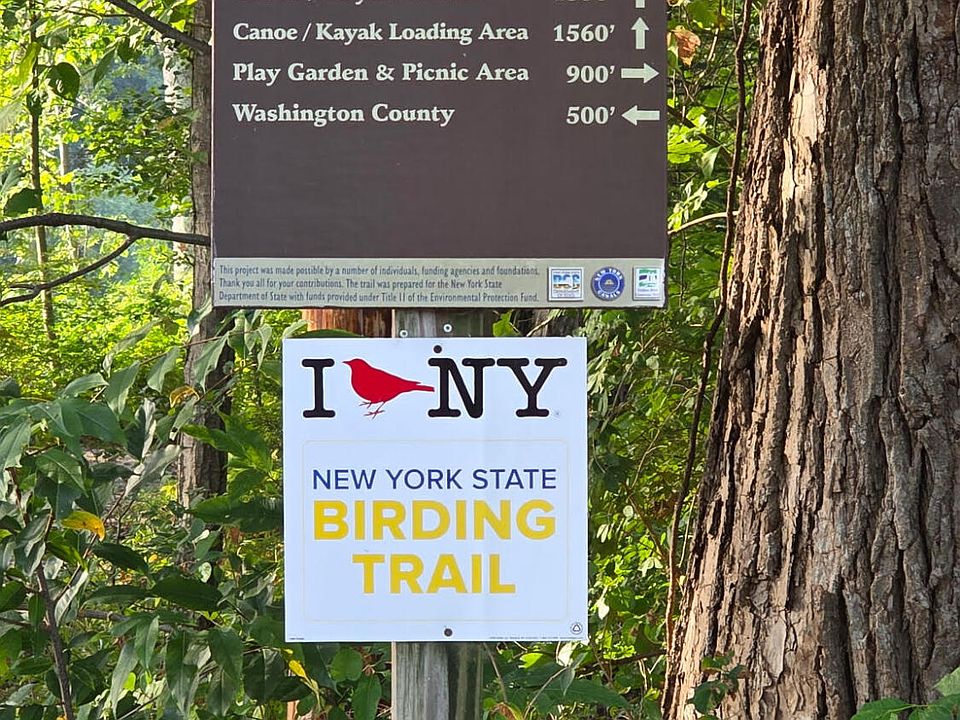 Canoe / Kayak Loading Area 1560' ↑
Play Garden & Picnic Area 900' →
Washington County 500' ←
This project was made possible by a number of individuals, funding agencies and foundations.
Thank you all for your contributions. The trail was prepared for the New York State
Department of State with funds provided under Title 11 of the Environmental Protection Fund.
NEW YORK
CANALS
I NY
NEW YORK STATE
BIRDING
TRAIL